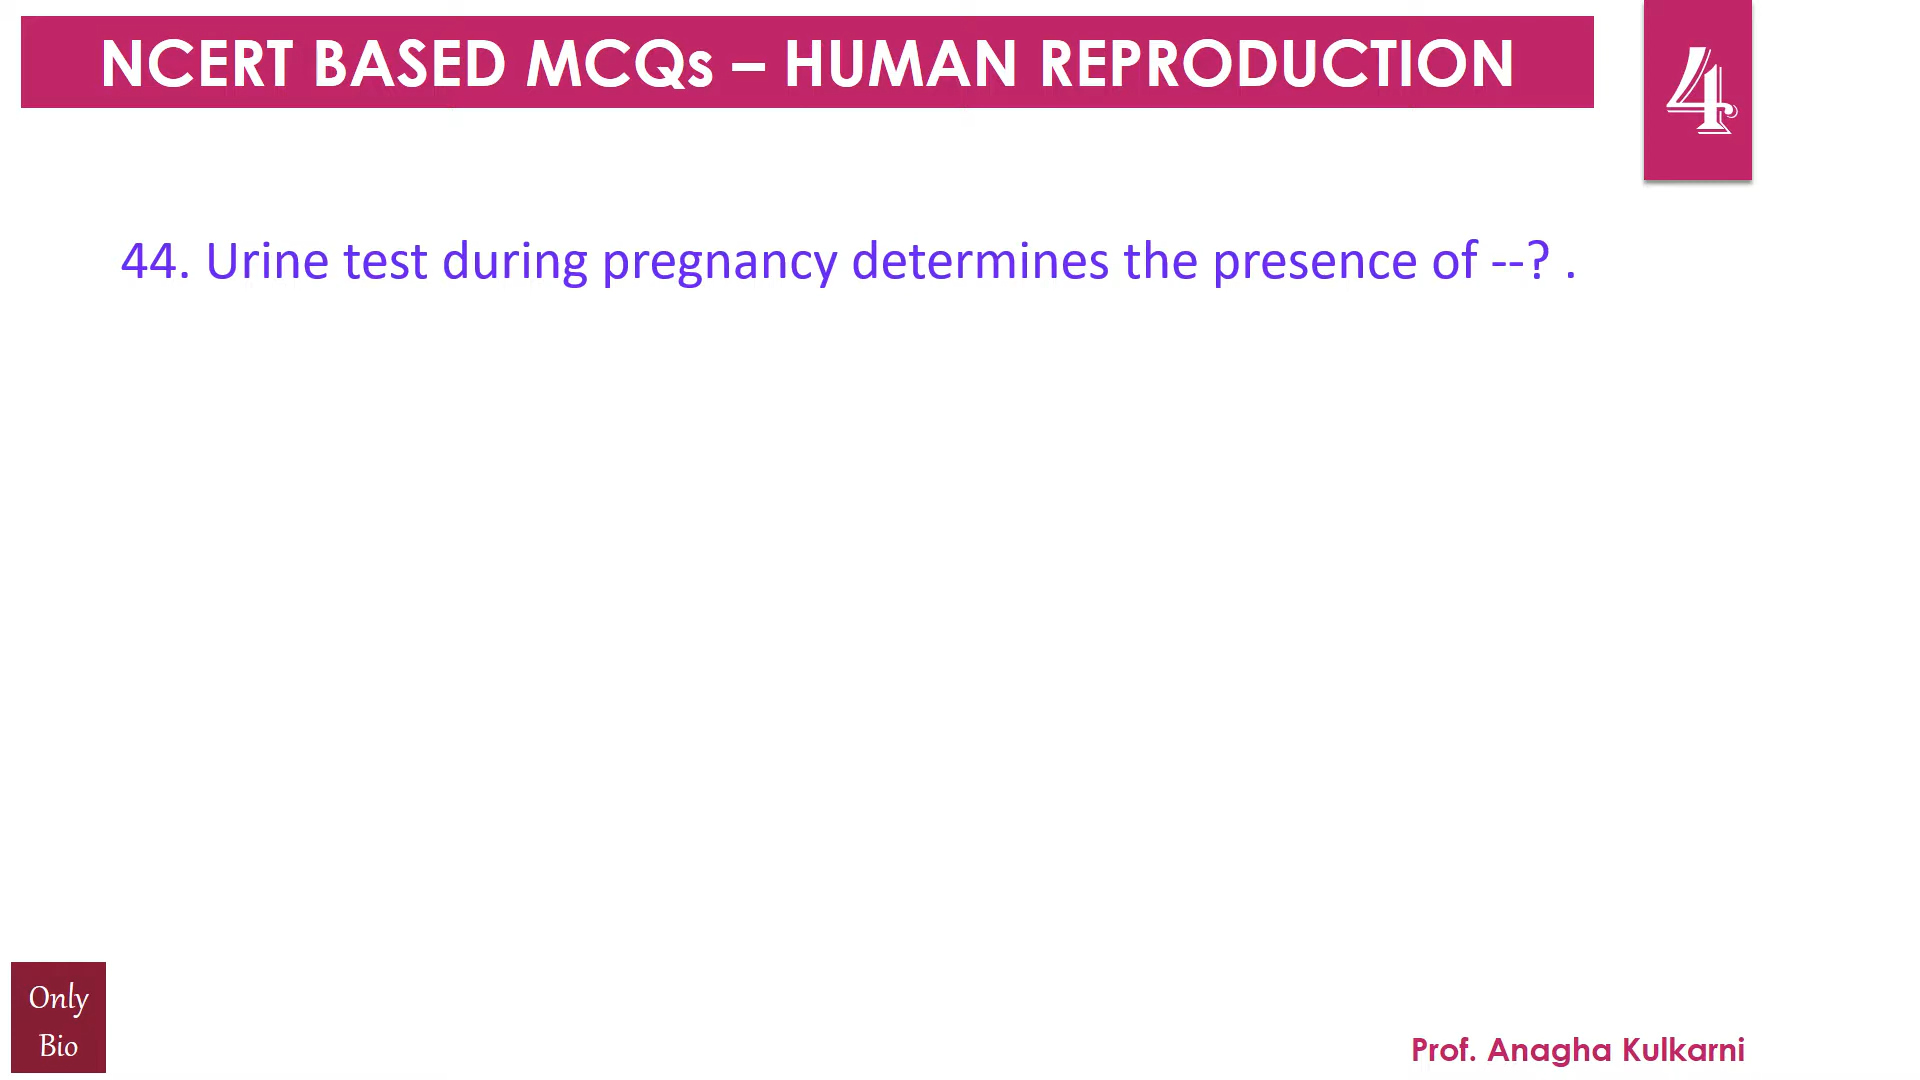 NCERT BASED MCQs – HUMAN REPRODUCTION
4
44. Urine test during pregnancy determines the presence of --? .
Only
Bio
Prof. Anagha Kulkarni